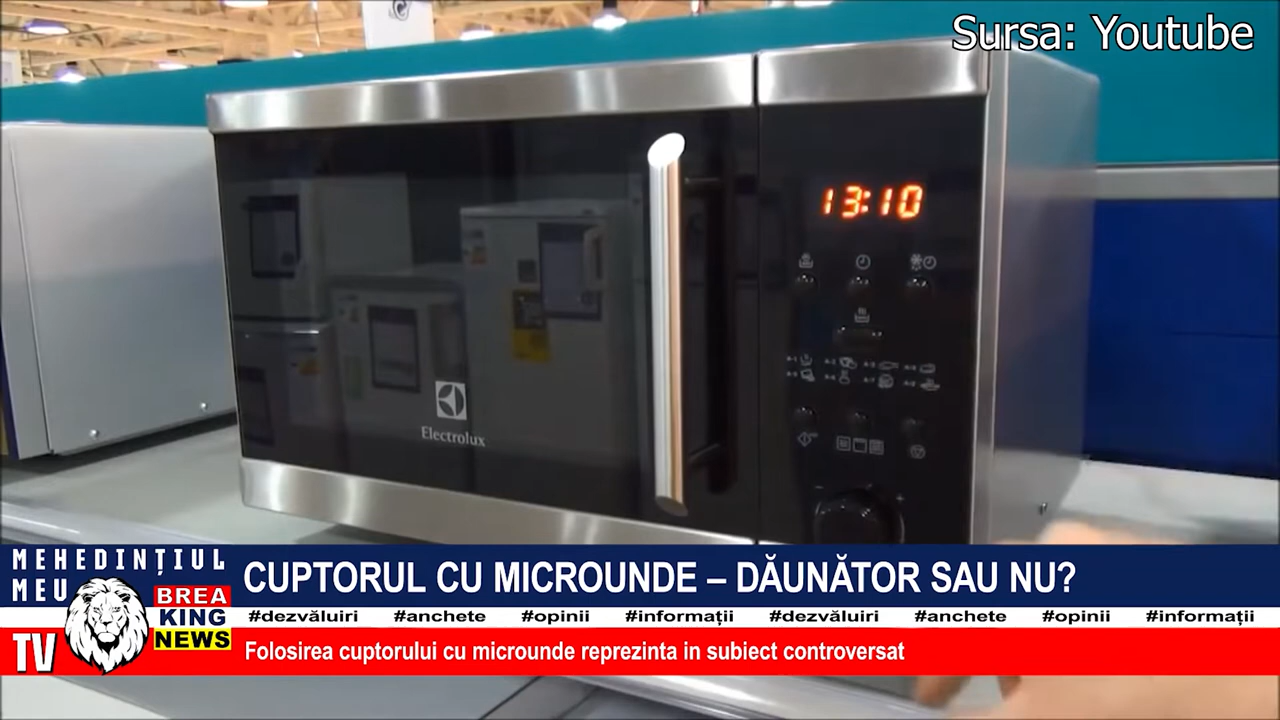 Sursa: Youtube
13:10
Electrolux
MEHEDINȚIUL
MEU
TV
BREA
KING
NEWS
CUPTORUL CU MICROUNDE – DĂUNĂTOR SAU NU?
#dezvăluiri #anchete #opinii #informații #dezvăluiri #anchete #opinii #informații
Folosirea cuptorului cu microunde reprezinta in subiect controversat